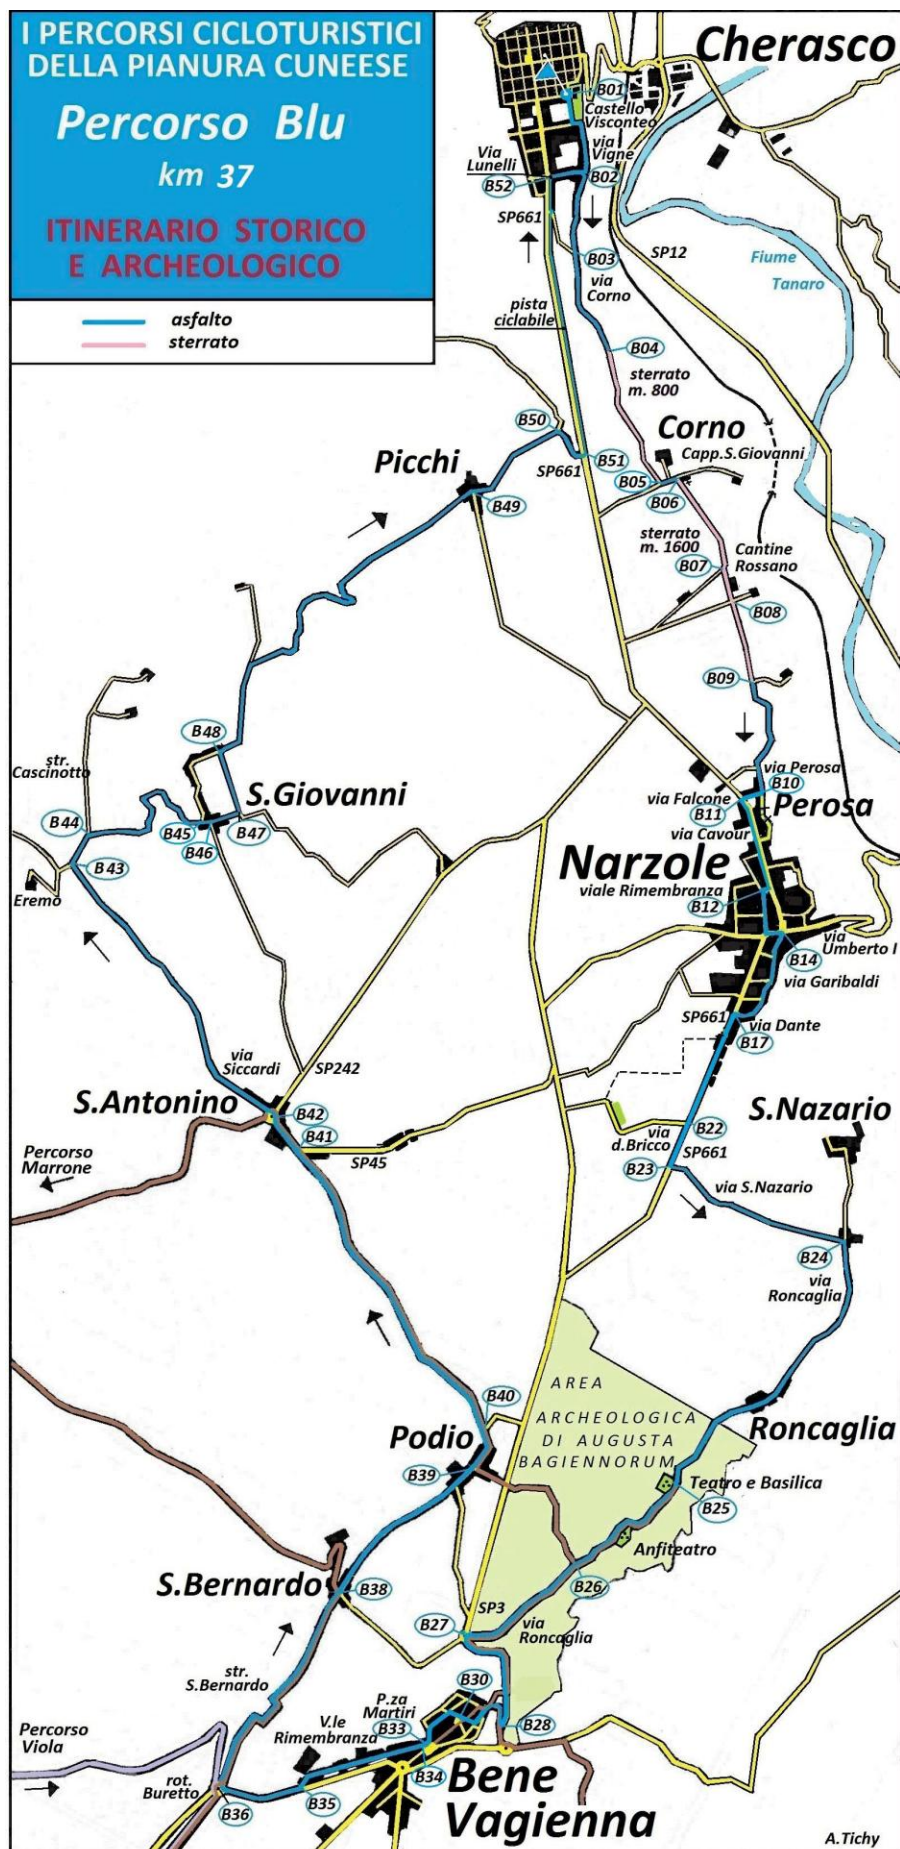 I PERCORSI CICLOTURISTICI
DELLA PIANURA CUNEESE
Percorso Blu
km 37
ITINERARIO STORICO
E ARCHEOLOGICO
asfalto
sterrato
Cherasco
B01
Castello
Visconteo
via
Vigne
Via
Lunelli
B02
B52
SP661
B03
via
Corno
SP12
Fiume
Tanaro
pista
ciclabile
B04
sterrato
m. 800
B50
Corno
Capp.S.Giovanni
Picchi
SP661
B51
B05
B06
B49
sterrato
m. 1600
Cantine
Rossano
B07
B08
B09
B48
str.
Cascinotto
via Perosa
B10
S.Giovanni
via Falcone
B11
Perosa
B44
B45
B47
via Cavour
B46
B43
Narzole
Eremo
viale Rimembranza
B12
via
Umberto I
B14
via Garibaldi
SP661
via Dante
B17
via
Siccardi
SP242
S.Antonino
B42
B41
S.Nazario
B22
via
d.Bricco
SP661
Percorso
Marrone
SP45
B23
via S.Nazario
B24
via
Roncaglia
AREA
ARCHEOLOGICA
DI AUGUSTA
BAGIENNORUM
B40
Podio
Roncaglia
B39
Teatro e Basilica
B25
Anfiteatro
S.Bernardo
B38
B26
SP3
B27
via
Roncaglia
str.
S.Bernardo
B30
P.za
Martiri
V.le
Rimembranza
B33
B28
Percorso
Viola
B34
rot.
Buretto
B36
B35
Bene
Vagienna
A.Tichy